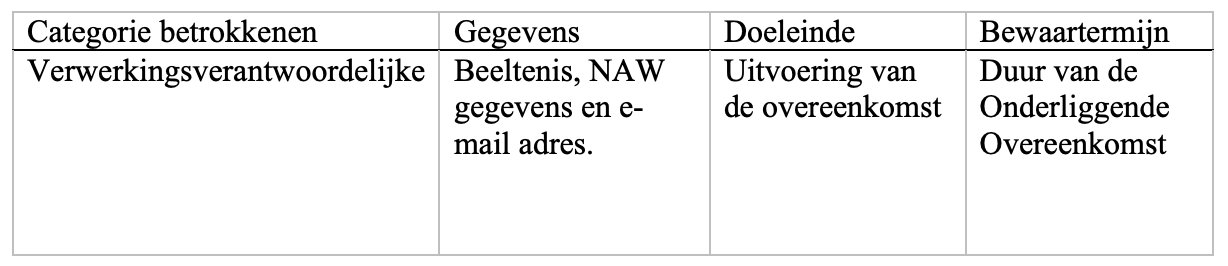 Categorie betrokkenen
Gegevens
Doeleinde
Bewaartermijn
Verwerkingsverantwoordelijke
Beeltenis, NAW
gegevens en e-
mail adres.
Uitvoering van
de overeenkomst
Duur van de
Onderliggende
Overeenkomst